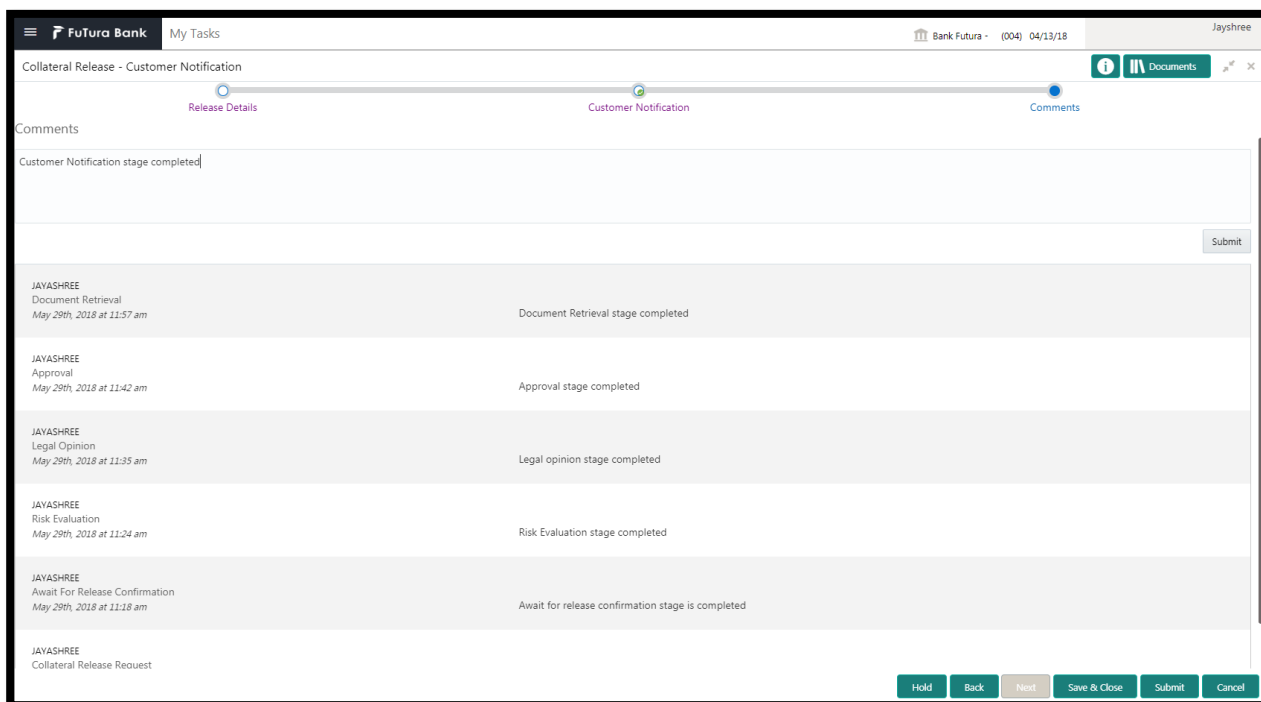 FuTura Bank
My Tasks
Bank Futura - (004) 04/13/18
Jayshree
Collateral Release - Customer Notification
i
Documents
Release Details
Customer Notification
Comments
Comments
Customer Notification stage completed
Submit
JAYASHREE
Document Retrieval
May 29th, 2018 at 11:57 am
Document Retrieval stage completed
JAYASHREE
Approval
May 29th, 2018 at 11:42 am
Approval stage completed
JAYASHREE
Legal Opinion
May 29th, 2018 at 11:35 am
Legal opinion stage completed
JAYASHREE
Risk Evaluation
May 29th, 2018 at 11:24 am
Risk Evaluation stage completed
JAYASHREE
Await For Release Confirmation
May 29th, 2018 at 11:18 am
Await for release confirmation stage is completed
JAYASHREE
Collateral Release Request
Hold
Back
Next
Save & Close
Submit
Cancel